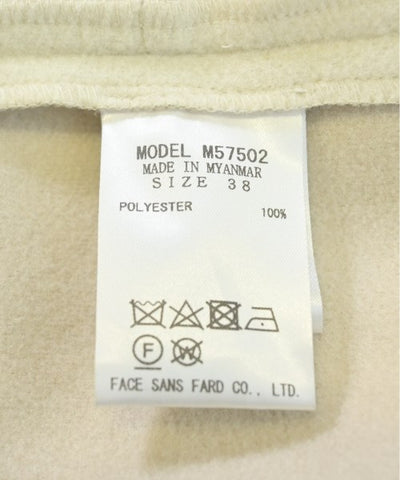 MODEL M57502
MADE IN MYANMAR
SIZE 38
POLYESTER 100%
F W
FACE SANS FARD CO., LTD.